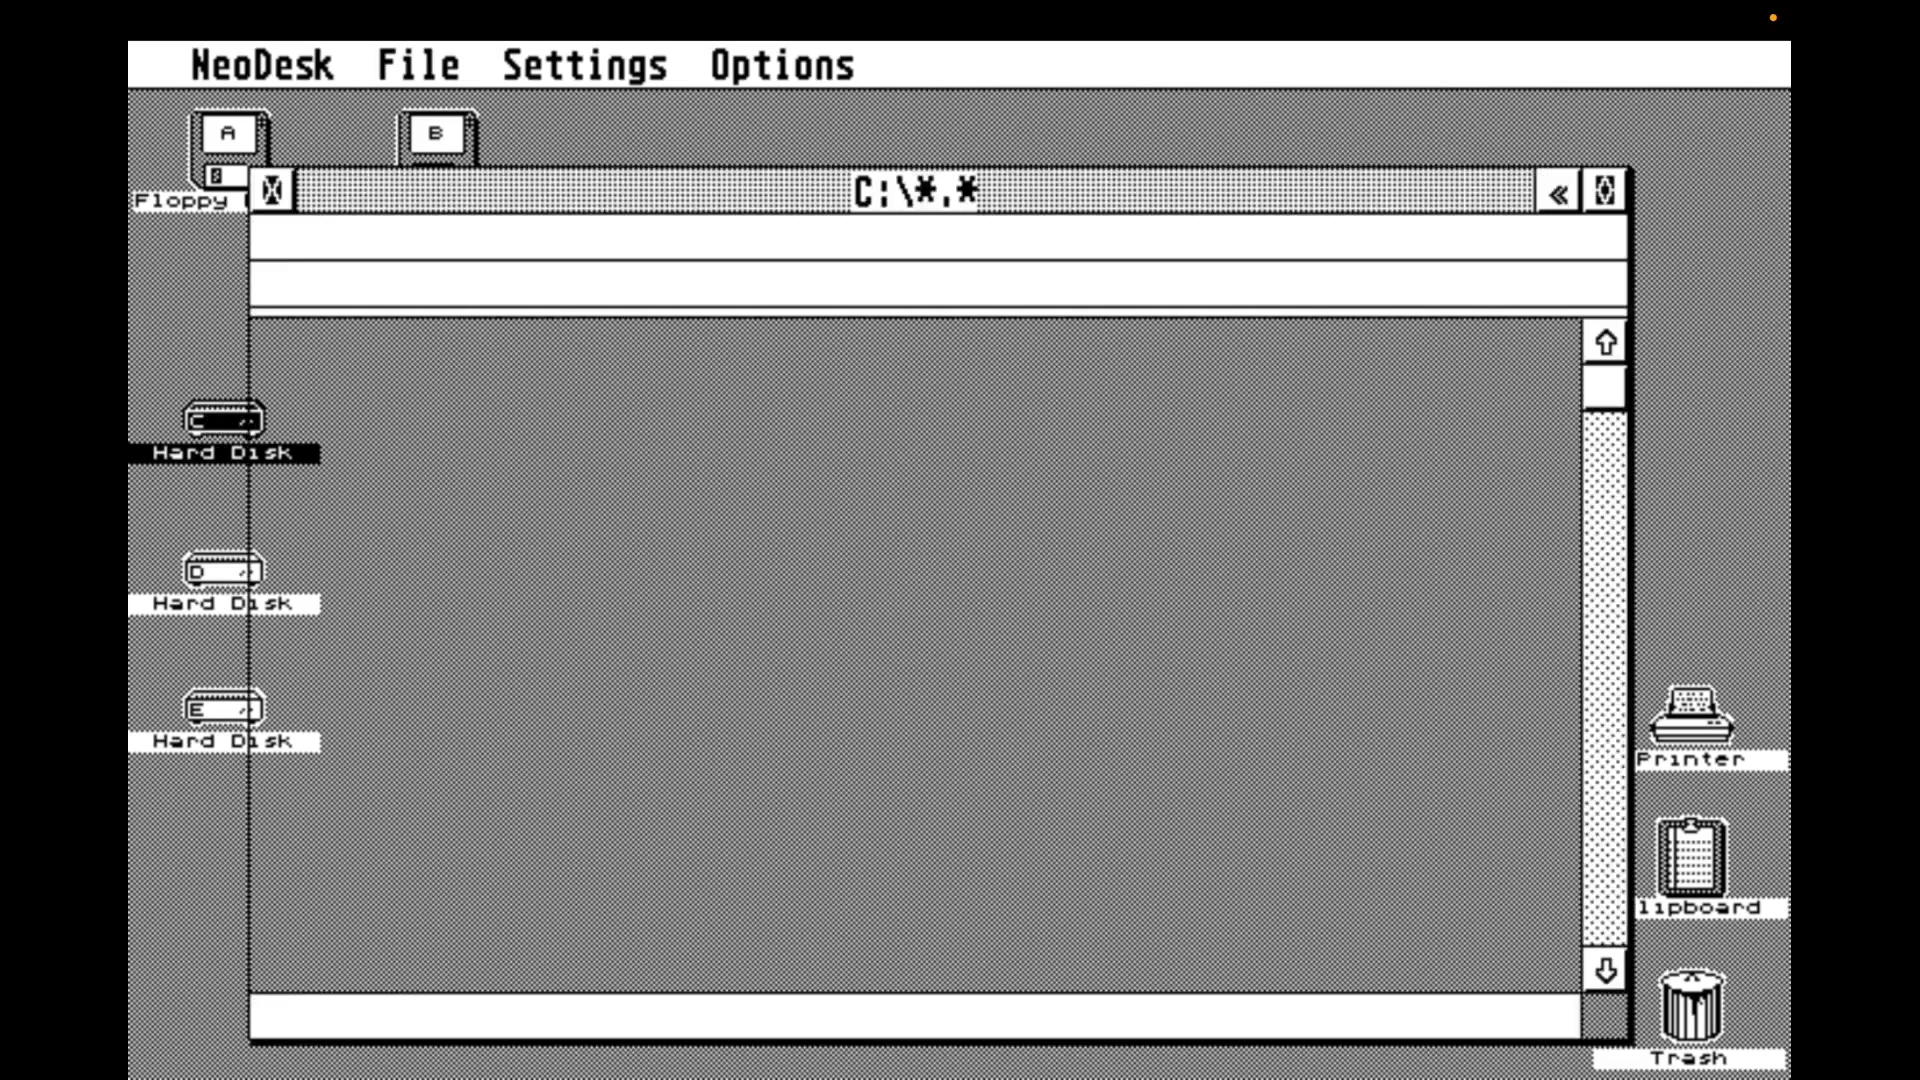 NeoDesk File Settings Options
A
B
Floppy
C:\*.*
C
Hard Disk
D
Hard Disk
E
Hard Disk
Printer
lipboard
Trash